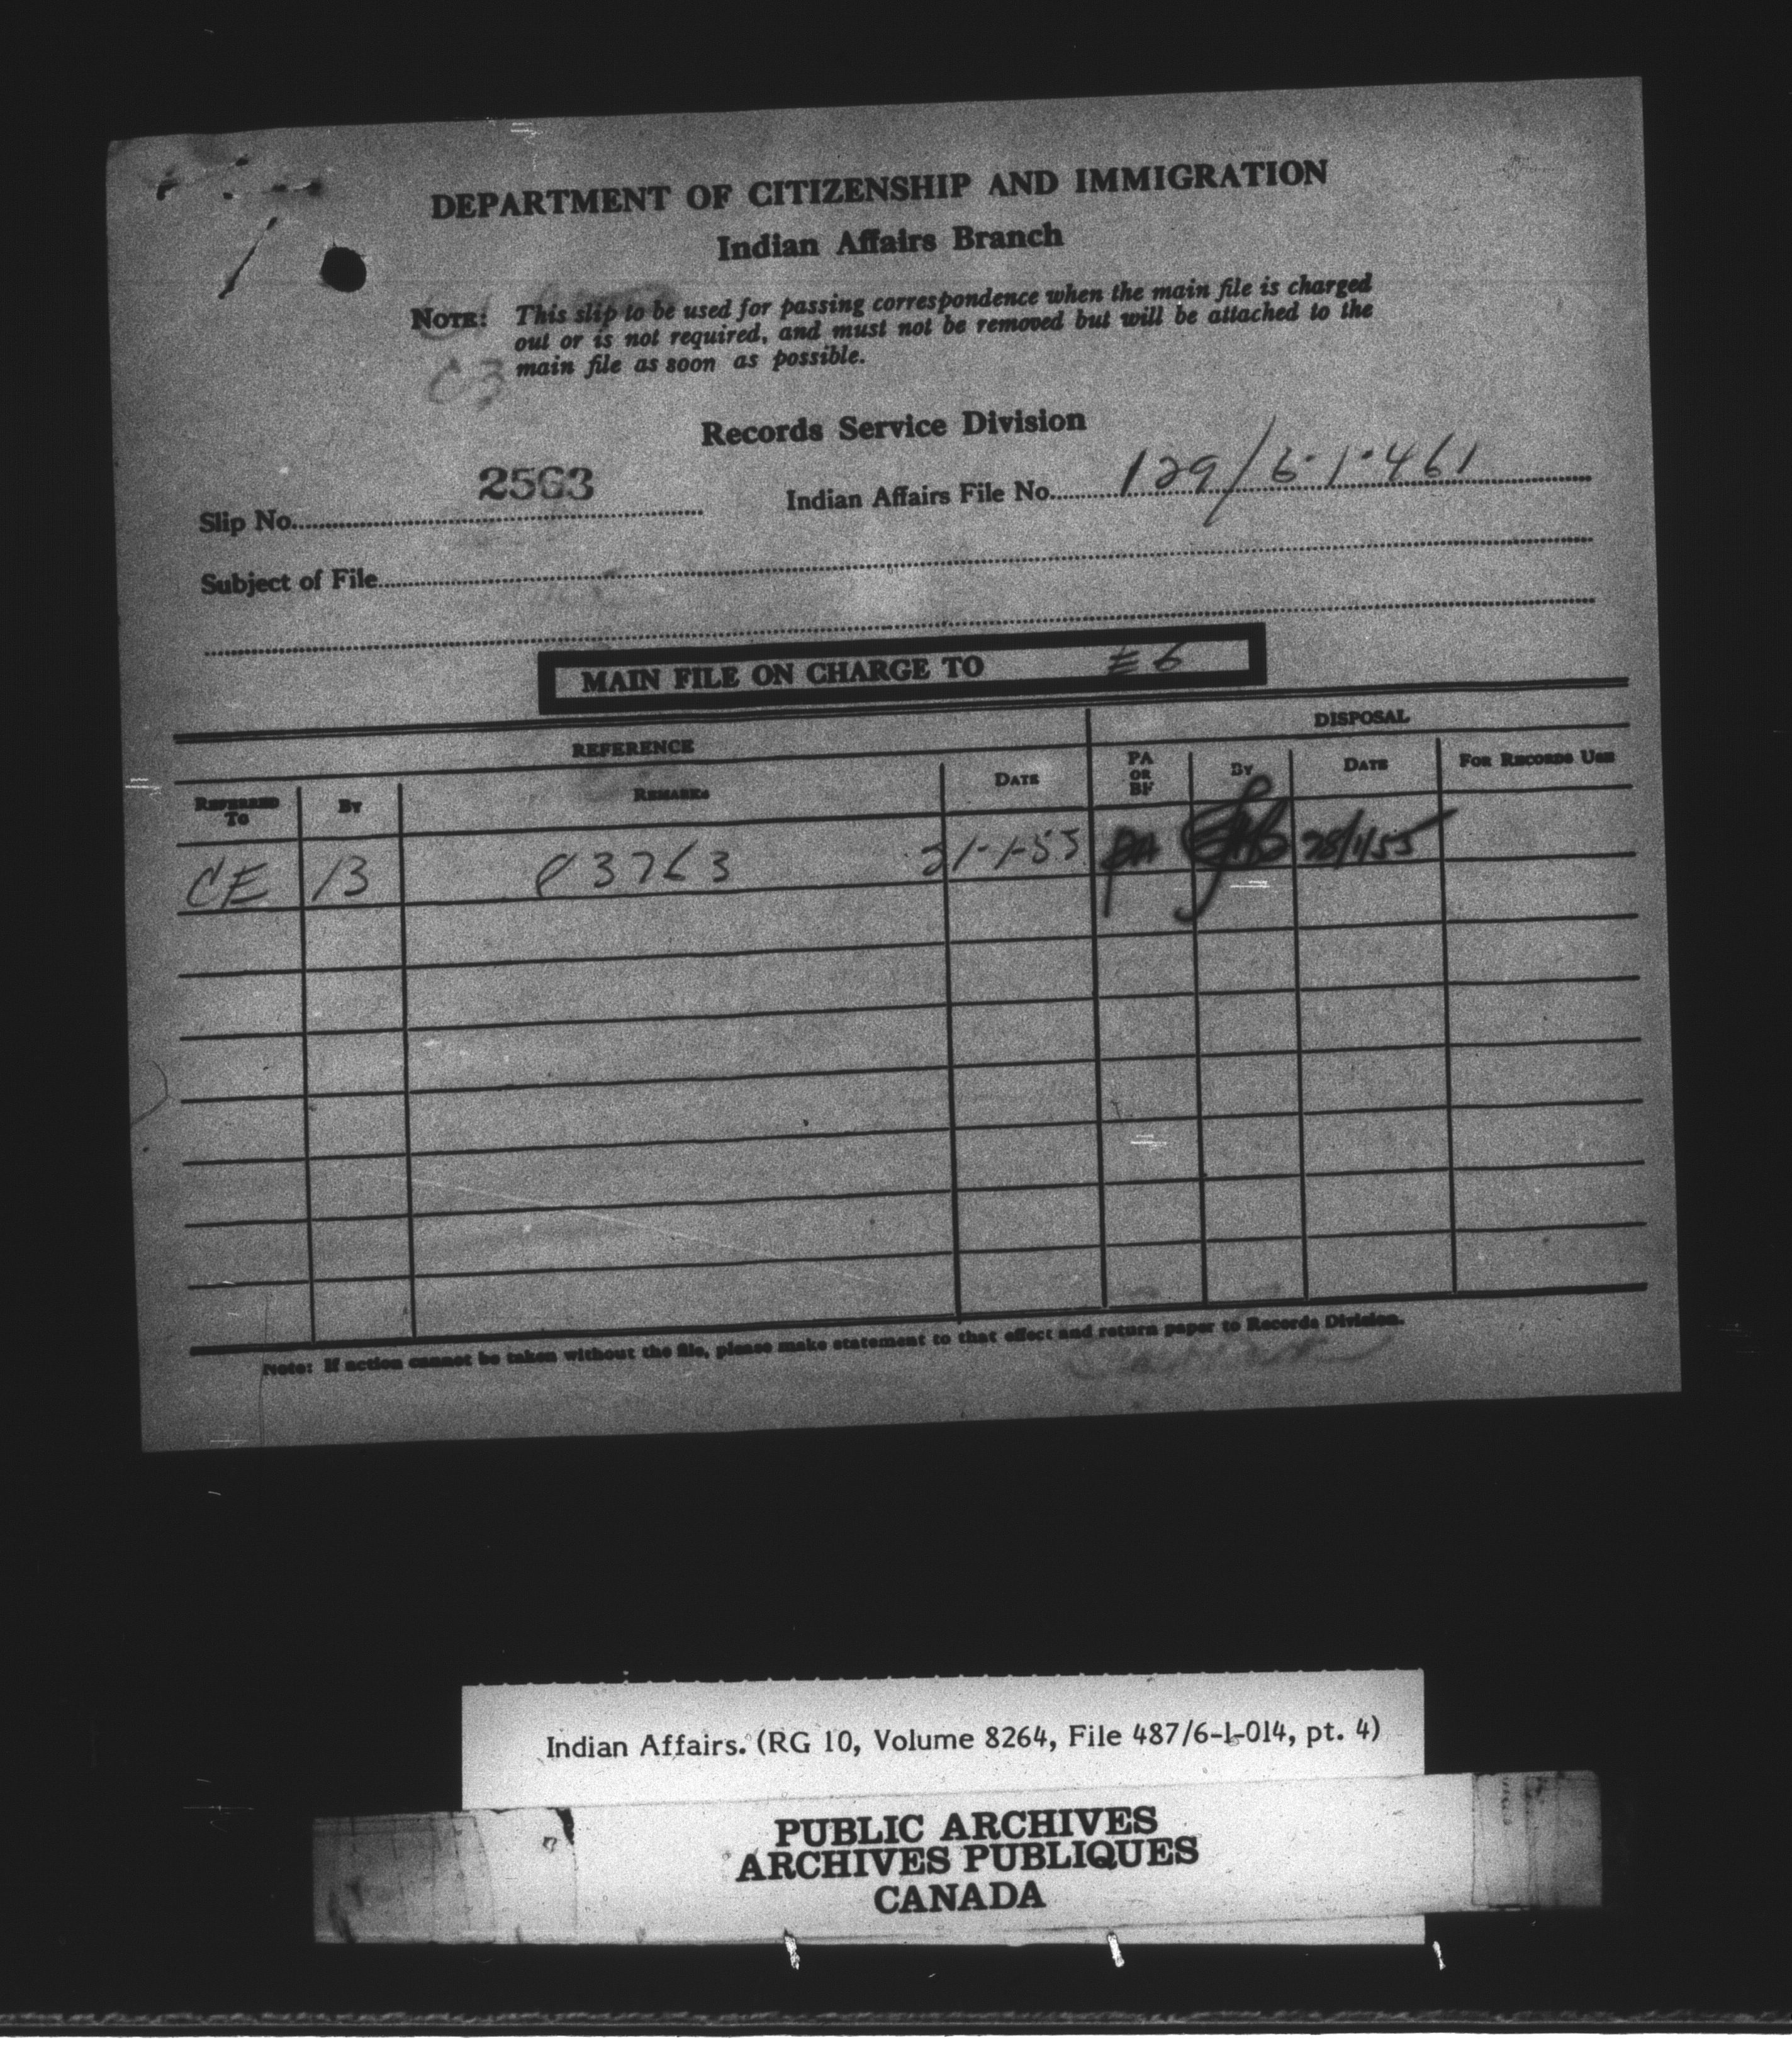 DEPARTMENT OF CITIZENSHIP AND IMMIGRATION
Indian Affairs Branch
NOTE: This slip to be used for passing correspondence when the main file is charged
out or is not required, and must not be removed but will be attached to the
main file as soon as possible.
C3
Records Service Division
Slip No. 2563 Indian Affairs File No. 129/6-1-461
Subject of File
MAIN FILE ON CHARGE TO E6
REFERENCE DISPOSAL
REFERRED TO BY REMARKS DATE PA OR BF BY DATE FOR RECORDS USE
CE 13 P3763 21-1-55 PA 28/1/55
Note: If action cannot be taken without the file, please make statement to that effect and return paper to Records Division.
Indian Affairs. (RG 10, Volume 8264, File 487/6-1-014, pt. 4)
PUBLIC ARCHIVES
ARCHIVES PUBLIQUES
CANADA